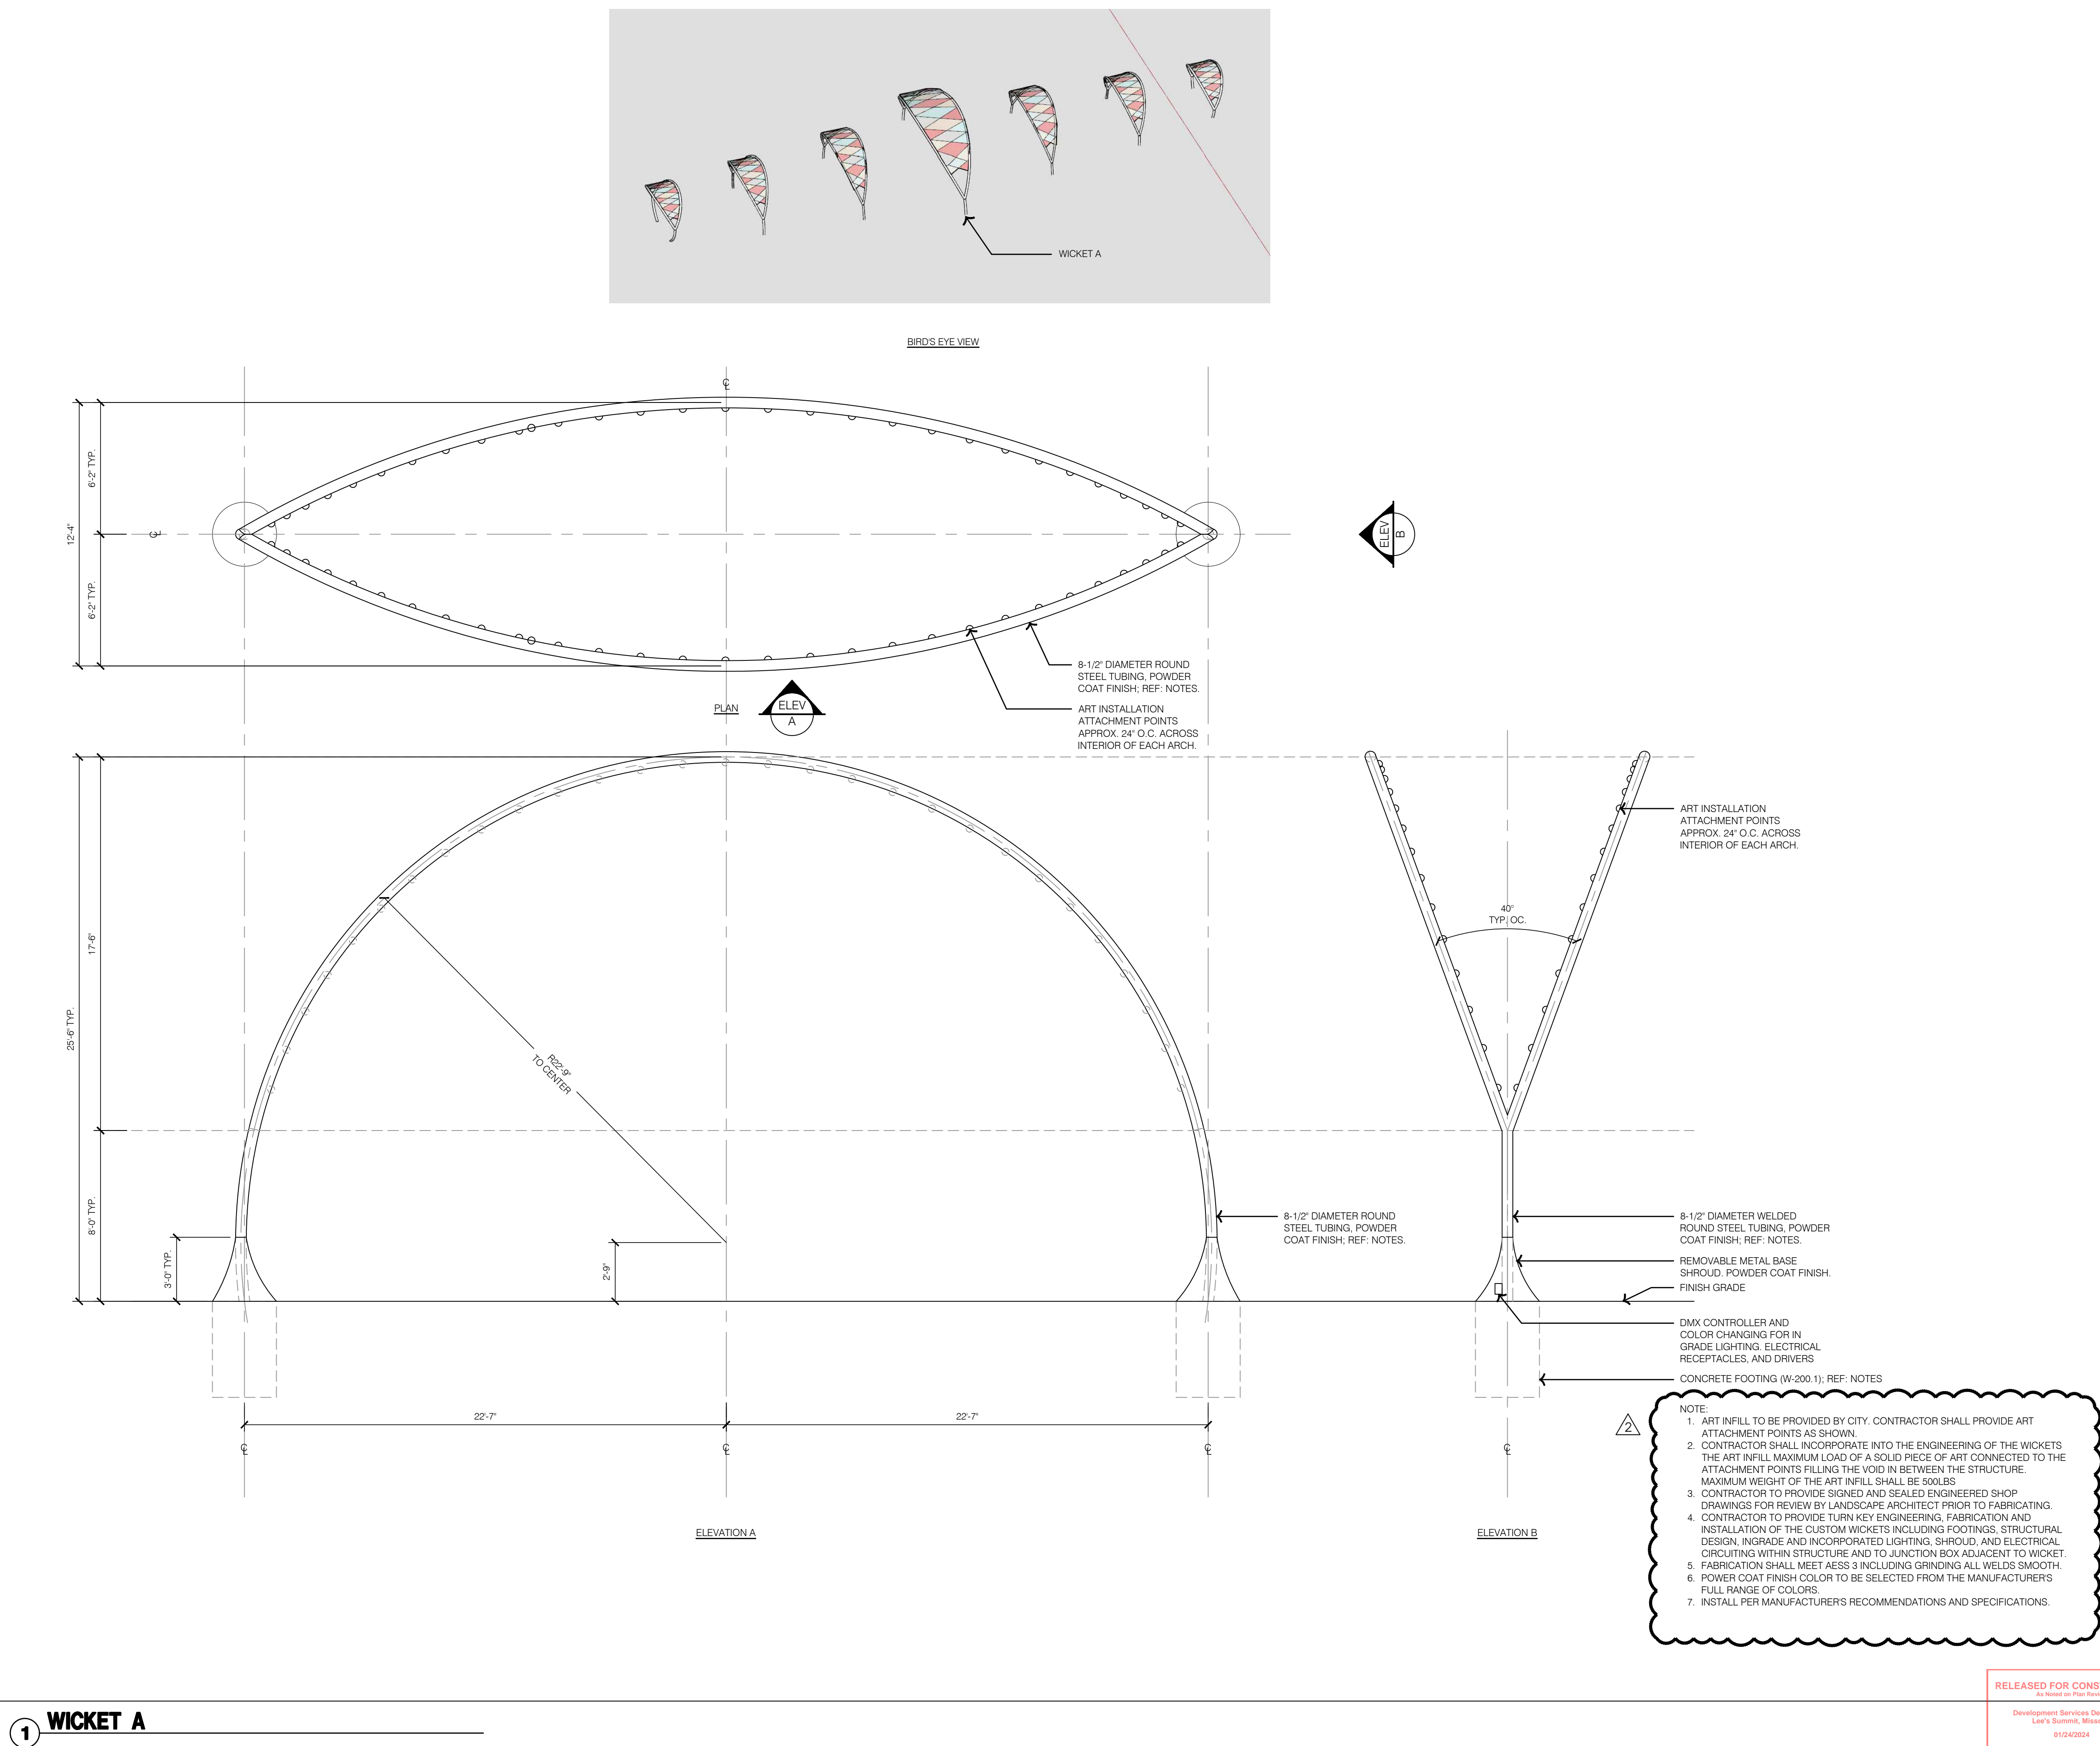 WICKET A
BIRD'S EYE VIEW
℄
6'-2" TYP.
12'-4"
6'-2" TYP.
℄
ELEV
B
8-1/2" DIAMETER ROUND
STEEL TUBING, POWDER
COAT FINISH; REF: NOTES.
PLAN
ELEV
A
ART INSTALLATION
ATTACHMENT POINTS
APPROX. 24" O.C. ACROSS
INTERIOR OF EACH ARCH.
ART INSTALLATION
ATTACHMENT POINTS
APPROX. 24" O.C. ACROSS
INTERIOR OF EACH ARCH.
40°
TYP. OC.
17'-6"
25'-6" TYP.
R22'-9"
TO CENTER
8'-0" TYP.
3'-0" TYP.
2'-9"
8-1/2" DIAMETER ROUND
STEEL TUBING, POWDER
COAT FINISH; REF: NOTES.
8-1/2" DIAMETER WELDED
ROUND STEEL TUBING, POWDER
COAT FINISH; REF: NOTES.
REMOVABLE METAL BASE
SHROUD. POWDER COAT FINISH.
FINISH GRADE
DMX CONTROLLER AND
COLOR CHANGING FOR IN
GRADE LIGHTING. ELECTRICAL
RECEPTACLES, AND DRIVERS
CONCRETE FOOTING (W-200.1); REF: NOTES
22'-7"
22'-7"
℄
℄
℄
℄
2
NOTE:
1. ART INFILL TO BE PROVIDED BY CITY. CONTRACTOR SHALL PROVIDE ART
ATTACHMENT POINTS AS SHOWN.
2. CONTRACTOR SHALL INCORPORATE INTO THE ENGINEERING OF THE WICKETS
THE ART INFILL MAXIMUM LOAD OF A SOLID PIECE OF ART CONNECTED TO THE
ATTACHMENT POINTS FILLING THE VOID IN BETWEEN THE STRUCTURE.
MAXIMUM WEIGHT OF THE ART INFILL SHALL BE 500LBS
3. CONTRACTOR TO PROVIDE SIGNED AND SEALED ENGINEERED SHOP
DRAWINGS FOR REVIEW BY LANDSCAPE ARCHITECT PRIOR TO FABRICATING.
4. CONTRACTOR TO PROVIDE TURN KEY ENGINEERING, FABRICATION AND
INSTALLATION OF THE CUSTOM WICKETS INCLUDING FOOTINGS, STRUCTURAL
DESIGN, INGRADE AND INCORPORATED LIGHTING, SHROUD, AND ELECTRICAL
CIRCUITING WITHIN STRUCTURE AND TO JUNCTION BOX ADJACENT TO WICKET.
5. FABRICATION SHALL MEET AESS 3 INCLUDING GRINDING ALL WELDS SMOOTH.
6. POWER COAT FINISH COLOR TO BE SELECTED FROM THE MANUFACTURER'S
FULL RANGE OF COLORS.
7. INSTALL PER MANUFACTURER'S RECOMMENDATIONS AND SPECIFICATIONS.
ELEVATION A
ELEVATION B
RELEASED FOR CONS
As Noted on Plan Revi
Development Services De
Lee's Summit, Misso
01/24/2024
1
WICKET A